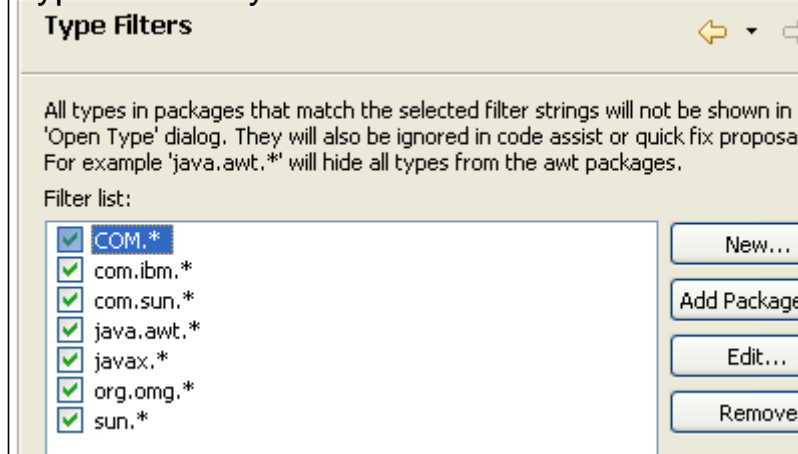 Type Filters
All types in packages that match the selected filter strings will not be shown in
'Open Type' dialog. They will also be ignored in code assist or quick fix proposa
For example 'java.awt.*' will hide all types from the awt packages.
Filter list:
COM.*
com.ibm.*
com.sun.*
java.awt.*
javax.*
org.omg.*
sun.*
New...
Add Package
Edit...
Remove